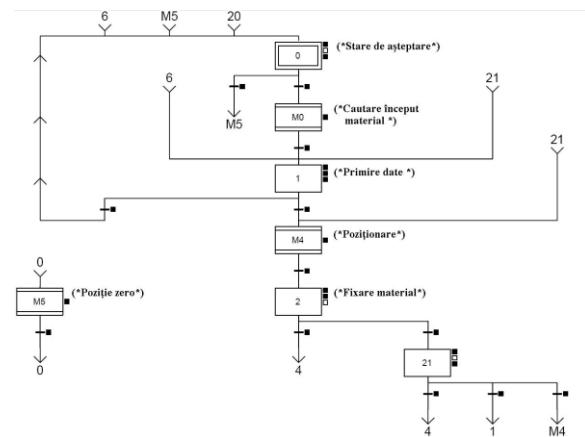 6 M5 20
0 (*Stare de așteptare*)
6 M5 21
M0 (*Cautare început
material *)
21
1 (*Primire date *)
M4 (*Poziționare*)
0
M5 (*Poziție zero*)
2 (*Fixare material*)
0 4
21
4 1 M4